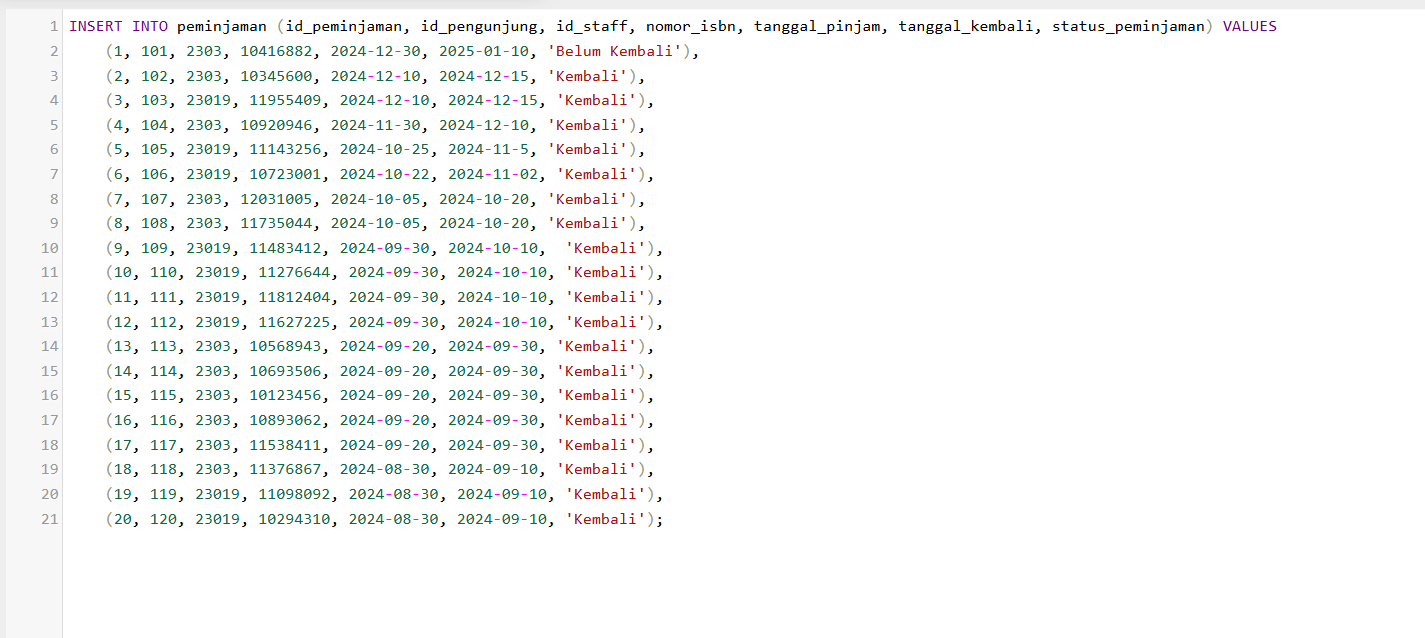 1 INSERT INTO peminjaman (id_peminjaman, id_pengunjung, id_staff, nomor_isbn, tanggal_pinjam, tanggal_kembali, status_peminjaman) VALUES
2 (1, 101, 2303, 10416882, 2024-12-30, 2025-01-10, 'Belum Kembali'),
3 (2, 102, 2303, 10345600, 2024-12-10, 2024-12-15, 'Kembali'),
4 (3, 103, 23019, 11955409, 2024-12-10, 2024-12-15, 'Kembali'),
5 (4, 104, 2303, 10920946, 2024-11-30, 2024-12-10, 'Kembali'),
6 (5, 105, 23019, 11143256, 2024-10-25, 2024-11-5, 'Kembali'),
7 (6, 106, 23019, 10723001, 2024-10-22, 2024-11-02, 'Kembali'),
8 (7, 107, 2303, 12031005, 2024-10-05, 2024-10-20, 'Kembali'),
9 (8, 108, 2303, 11735044, 2024-10-05, 2024-10-20, 'Kembali'),
10 (9, 109, 23019, 11483412, 2024-09-30, 2024-10-10,  'Kembali'),
11 (10, 110, 23019, 11276644, 2024-09-30, 2024-10-10, 'Kembali'),
12 (11, 111, 23019, 11812404, 2024-09-30, 2024-10-10, 'Kembali'),
13 (12, 112, 23019, 11627225, 2024-09-30, 2024-10-10, 'Kembali'),
14 (13, 113, 2303, 10568943, 2024-09-20, 2024-09-30, 'Kembali'),
15 (14, 114, 2303, 10693506, 2024-09-20, 2024-09-30, 'Kembali'),
16 (15, 115, 2303, 10123456, 2024-09-20, 2024-09-30, 'Kembali'),
17 (16, 116, 2303, 10893062, 2024-09-20, 2024-09-30, 'Kembali'),
18 (17, 117, 2303, 11538411, 2024-09-20, 2024-09-30, 'Kembali'),
19 (18, 118, 2303, 11376867, 2024-08-30, 2024-09-10, 'Kembali'),
20 (19, 119, 23019, 11098092, 2024-08-30, 2024-09-10, 'Kembali'),
21 (20, 120, 23019, 10294310, 2024-08-30, 2024-09-10, 'Kembali');